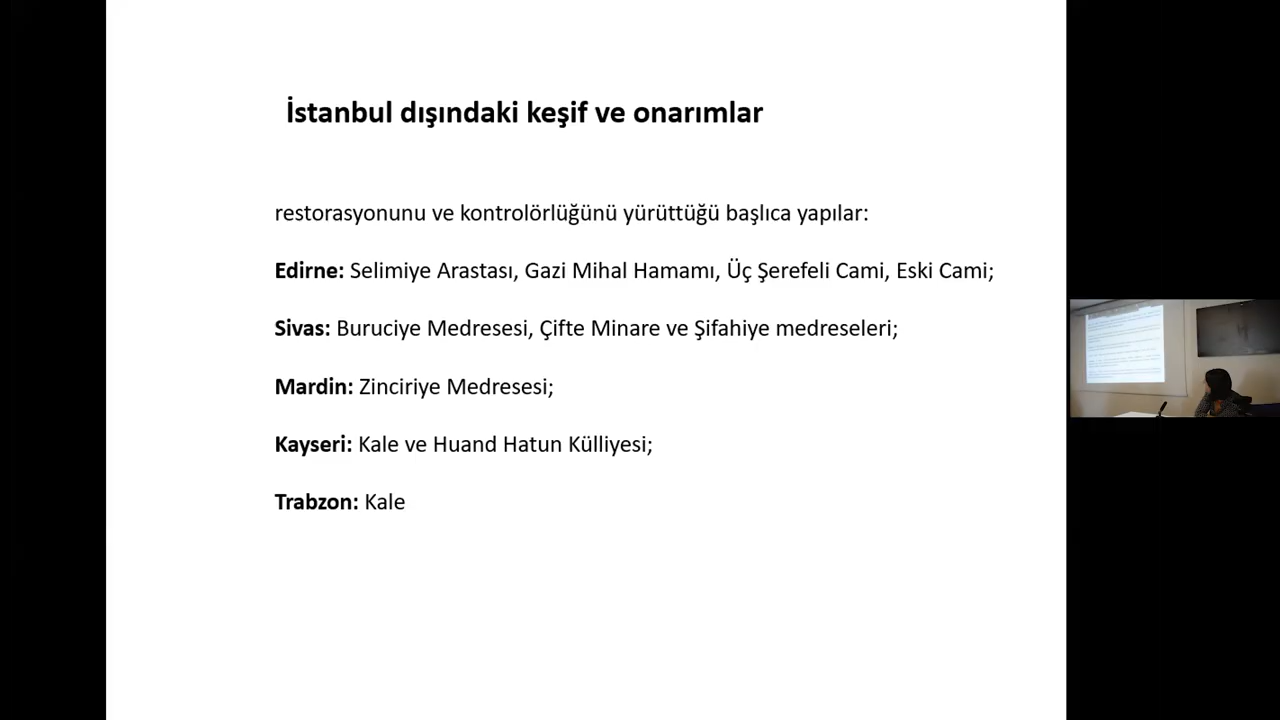 İstanbul dışındaki keşif ve onarımlar
restorasyonunu ve kontrolörlüğünü yürüttüğü başlıca yapılar:
Edirne: Selimiye Arastası, Gazi Mihal Hamamı, Üç Şerefeli Cami, Eski Cami;
Sivas: Buruciye Medresesi, Çifte Minare ve Şifahiye medreseleri;
Mardin: Zinciriye Medresesi;
Kayseri: Kale ve Huand Hatun Külliyesi;
Trabzon: Kale